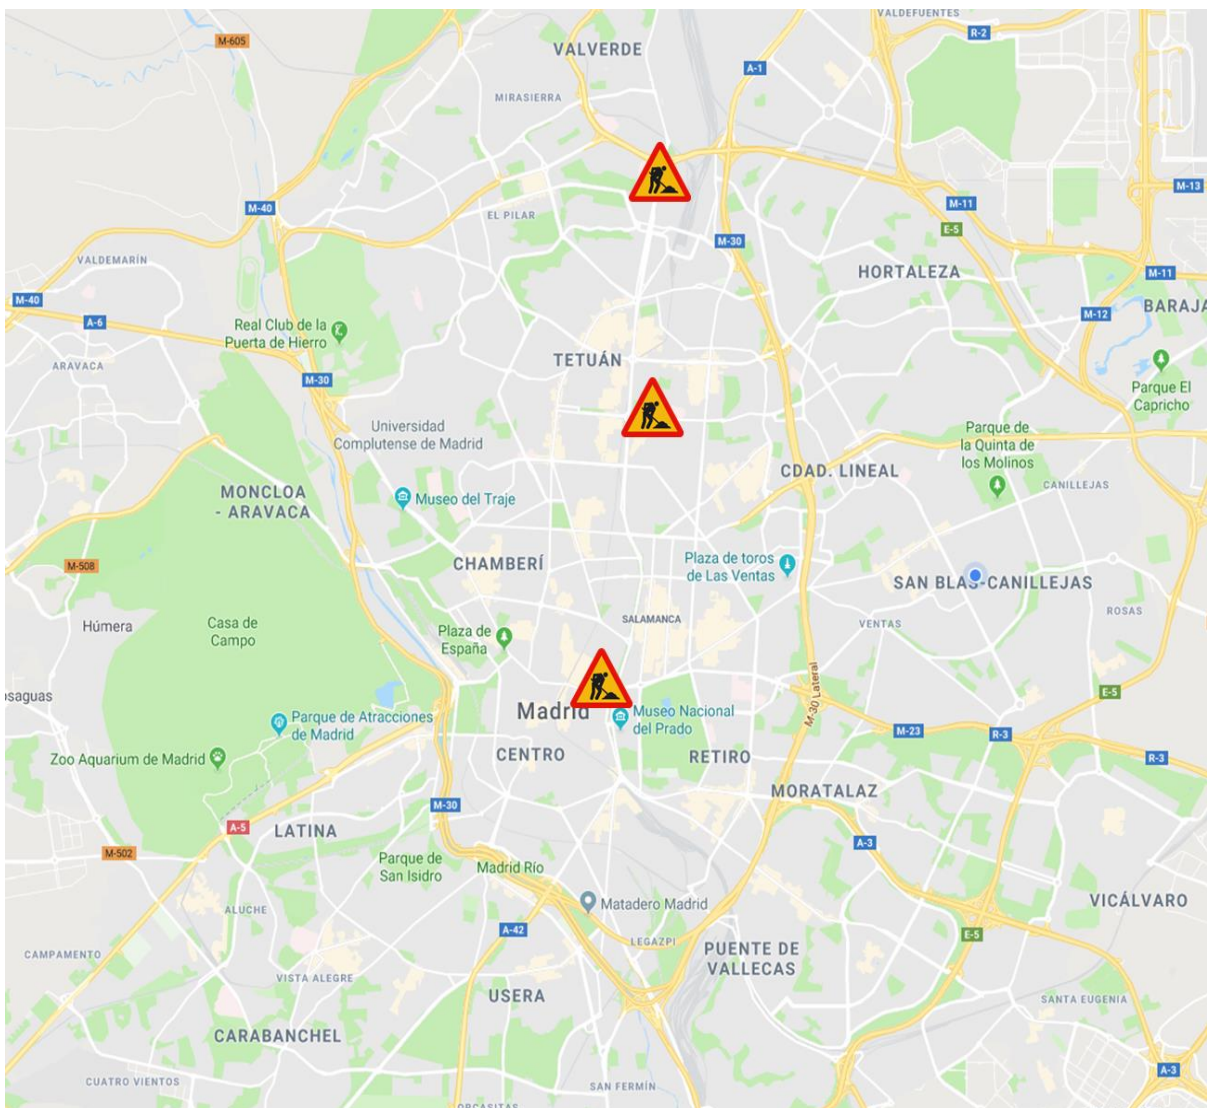 VALDEFUENTES
R-2
M-605
VALVERDE
A-1
MIRASIERRA
M-13
M-11
M-40
EL PILAR
E-5
M-30
VALDEMARÍN
HORTALEZA
M-11
M-40
BARAJA
M-12
A-6
Real Club de la
Puerta de Hierro
TETUÁN
ARAVACA
M-30
Parque El
Capricho
Universidad
Complutense de Madrid
Parque de
la Quinta de
los Molinos
CDAD. LINEAL
CANILLEJAS
MONCLOA
- ARAVACA
Museo del Traje
CHAMBERÍ
Plaza de toros
de Las Ventas
M-508
SAN BLAS-CANILLEJAS
ROSAS
Húmera
Casa de
Campo
SALAMANCA
VENTAS
Plaza de
España
osaguas
M-30 Lateral
E-5
Madrid
Museo Nacional
del Prado
Parque de Atracciones
de Madrid
M-23
R-3
Zoo Aquarium de Madrid
CENTRO
RETIRO
R-3
MORATALAZ
M-30
A-5
LATINA
A-3
M-502
Parque de
San Isidro
Madrid Río
Matadero Madrid
VICÁLVARO
ALUCHE
A-42
E-5
LEGAZPI
CAMPAMENTO
PUENTE DE
VALLECAS
VISTA ALEGRE
USERA
SANTA EUGENIA
CARABANCHEL
A-3
CUATRO VIENTOS
SAN FERMÍN
ORCASITAS